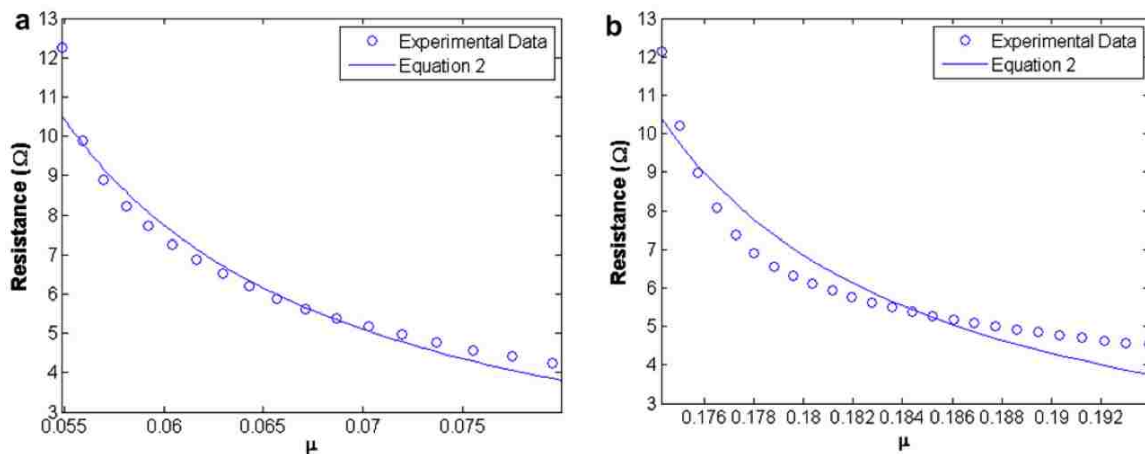 a
13
12
11
10
9
8
7
6
5
4
3
Resistance (Ω)
Experimental Data
Equation 2
0.055 0.06 0.065 0.07 0.075
μ
b
13
12
11
10
9
8
7
6
5
4
3
Resistance (Ω)
Experimental Data
Equation 2
0.176 0.178 0.18 0.182 0.184 0.186 0.188 0.19 0.192
μ